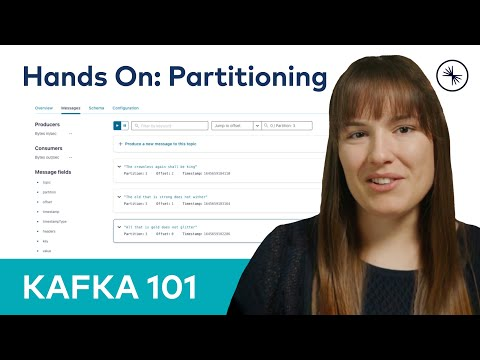 Hands On: Partitioning
Overview Messages Schema Configuration
Producers
Bytes in/sec --
Consumers
Bytes out/sec --
Message fields
topic
partition
offset
timestamp
timestampType
headers
key
value
Filter by keyword
Jump to offset
0 / Partition: 1
+ Produce a new message to this topic
"The crownless again shall be king"
Partition: 1 Offset: 2 Timestamp:
"The old that is strong does not wither"
Partition: 1 Offset: 1 Timestamp:
"All that is gold does not glitter"
Partition: 1 Offset: 0 Timestamp:
KAFKA 101